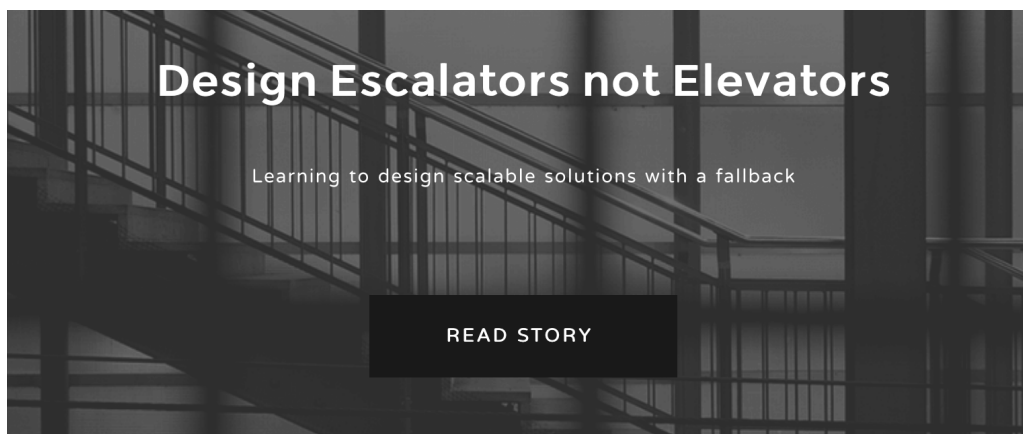 Design Escalators not Elevators
Learning to design scalable solutions with a fallback
READ STORY